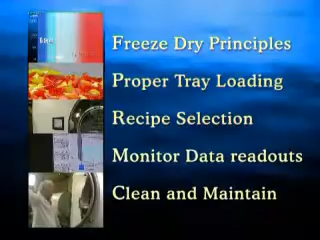 Freeze Dry Principles
Proper Tray Loading
Recipe Selection
Monitor Data readouts
Clean and Maintain